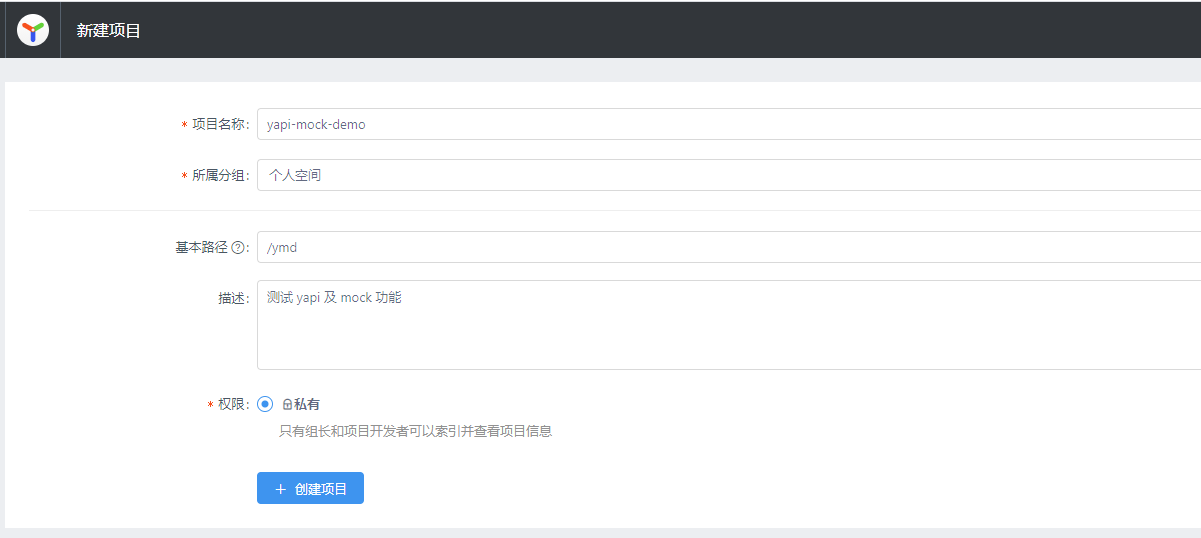 新建项目
* 项目名称: yapi-mock-demo
* 所属分组: 个人空间
基本路径 ?: /ymd
描述: 测试 yapi 及 mock 功能
* 权限: 私有
只有组长和项目开发者可以索引并查看项目信息
+ 创建项目